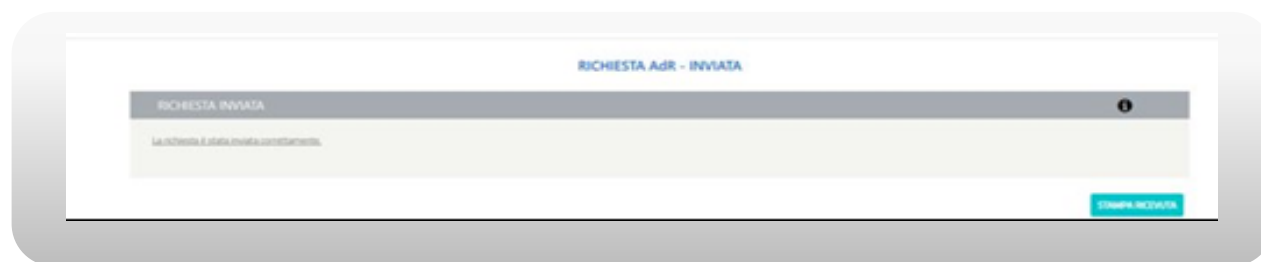 RICHIESTA AdR - INVIATA
RICHIESTA INVIATA
La richiesta è stata inviata correttamente.
STAMPA RICEVUTA